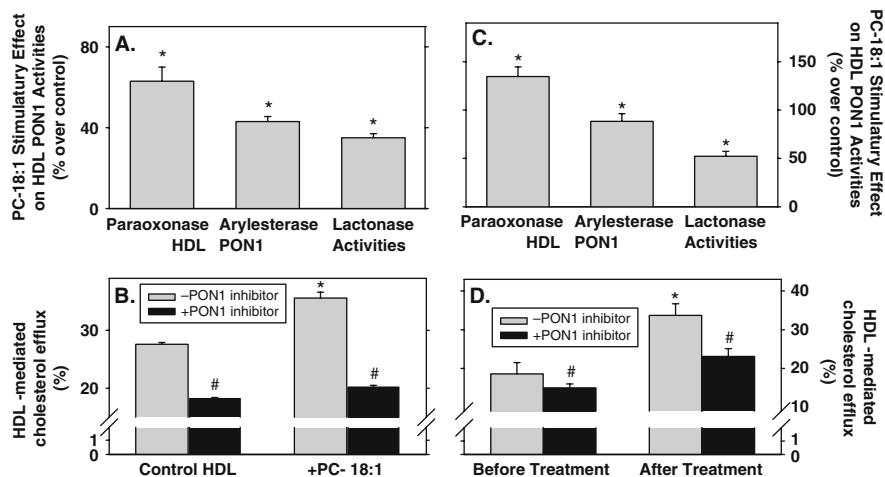 A.
PC-18:1 Stimulatury Effect
on HDL PON1 Activities
(% over control)
80
40
0
*
*
*
Paraoxonase Arylesterase Lactonase
HDL PON1 Activities
C.
PC-18:1 Stimulatury Effect
on HDL PON1 Activities
(% over control)
150
100
50
0
*
*
*
Paraoxonase Arylesterase Lactonase
HDL PON1 Activities
B.
–PON1 inhibitor
+PON1 inhibitor
HDL -mediated
cholesterol efflux
(%)
30
20
1
0
#
*
#
Control HDL +PC- 18:1
D.
–PON1 inhibitor
+PON1 inhibitor
HDL -mediated
cholesterol efflux
(%)
40
30
20
10
1
0
#
*
#
Before Treatment After Treatment